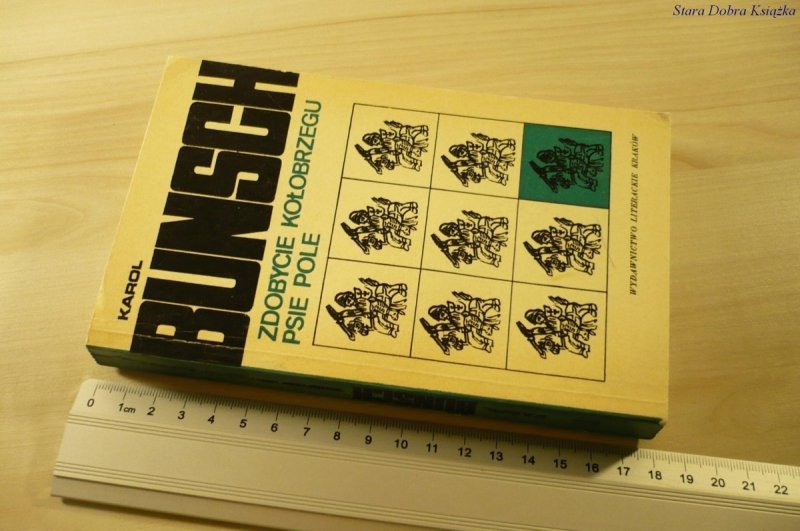 Stara Dobra Książka
KAROL
BUNSCH
ZDOBYCIE KOŁOBRZEGU
PSIE POLE
WYDAWNICTWO LITERACKIE KRAKÓW
0 1cm 2 3 4 5 6 7 8 9 10 11 12 13 14 15 16 17 18 19 20 21 22